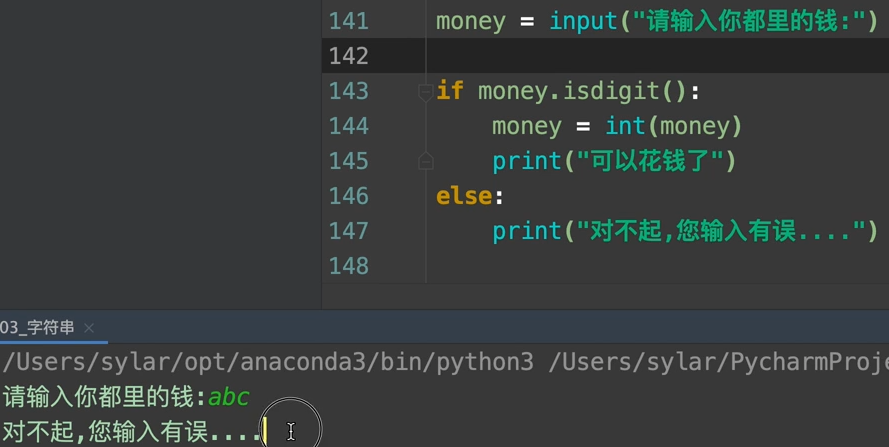 141 money = input("请输入你都里的钱:")
142
143 if money.isdigit():
144     money = int(money)
145     print("可以花钱了")
146 else:
147     print("对不起,您输入有误....")
148
03_字符串 ×
/Users/sylar/opt/anaconda3/bin/python3 /Users/sylar/PycharmProje
请输入你都里的钱:abc
对不起,您输入有误....